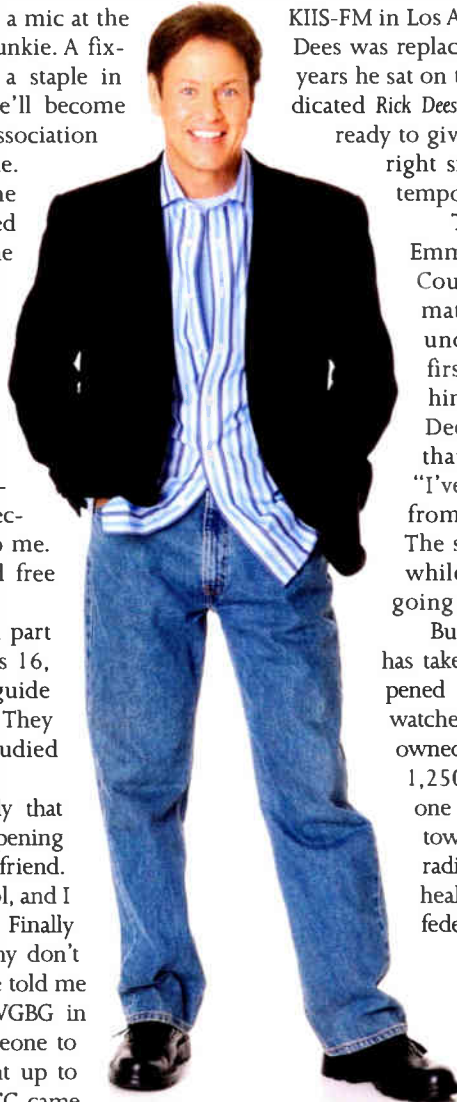 a mic at the
unkie. A fix-
a staple in
e'll become
ssociation
e.
ne
ed
e
-
ec-
o me.
l free
part
s 16,
guide
They
udied
y that
pening
friend.
ol, and I
Finally
ny don't
e told me
VGBG in
eone to
nt up to
KIIS-FM in Los A
Dees was replac
years he sat on t
dicated Rick Dees
ready to giv
right s
tempo
T
Emm
Cou
mat
und
firs
hin
Dee
tha
"I've
from
The s
while
going
Bu
has take
pened
watche
owned
1,250
one
tow
radi
heal
fede